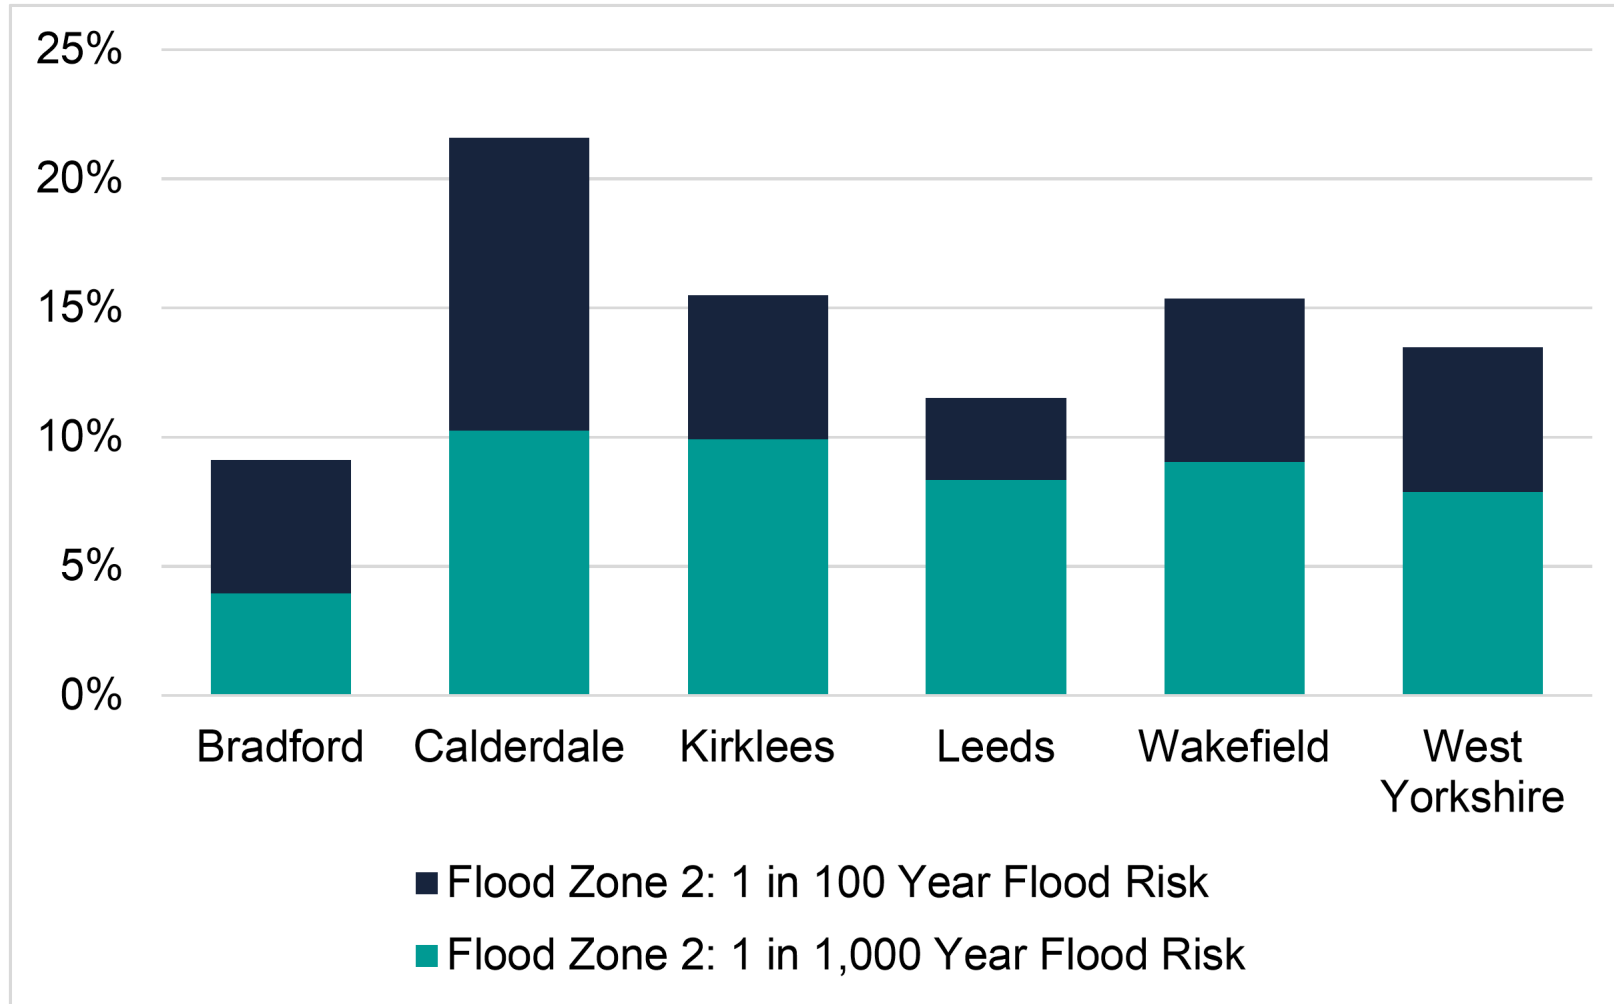 25%
20%
15%
10%
5%
0%
Bradford
Calderdale
Kirklees
Leeds
Wakefield
West
Yorkshire
Flood Zone 2: 1 in 100 Year Flood Risk
Flood Zone 2: 1 in 1,000 Year Flood Risk